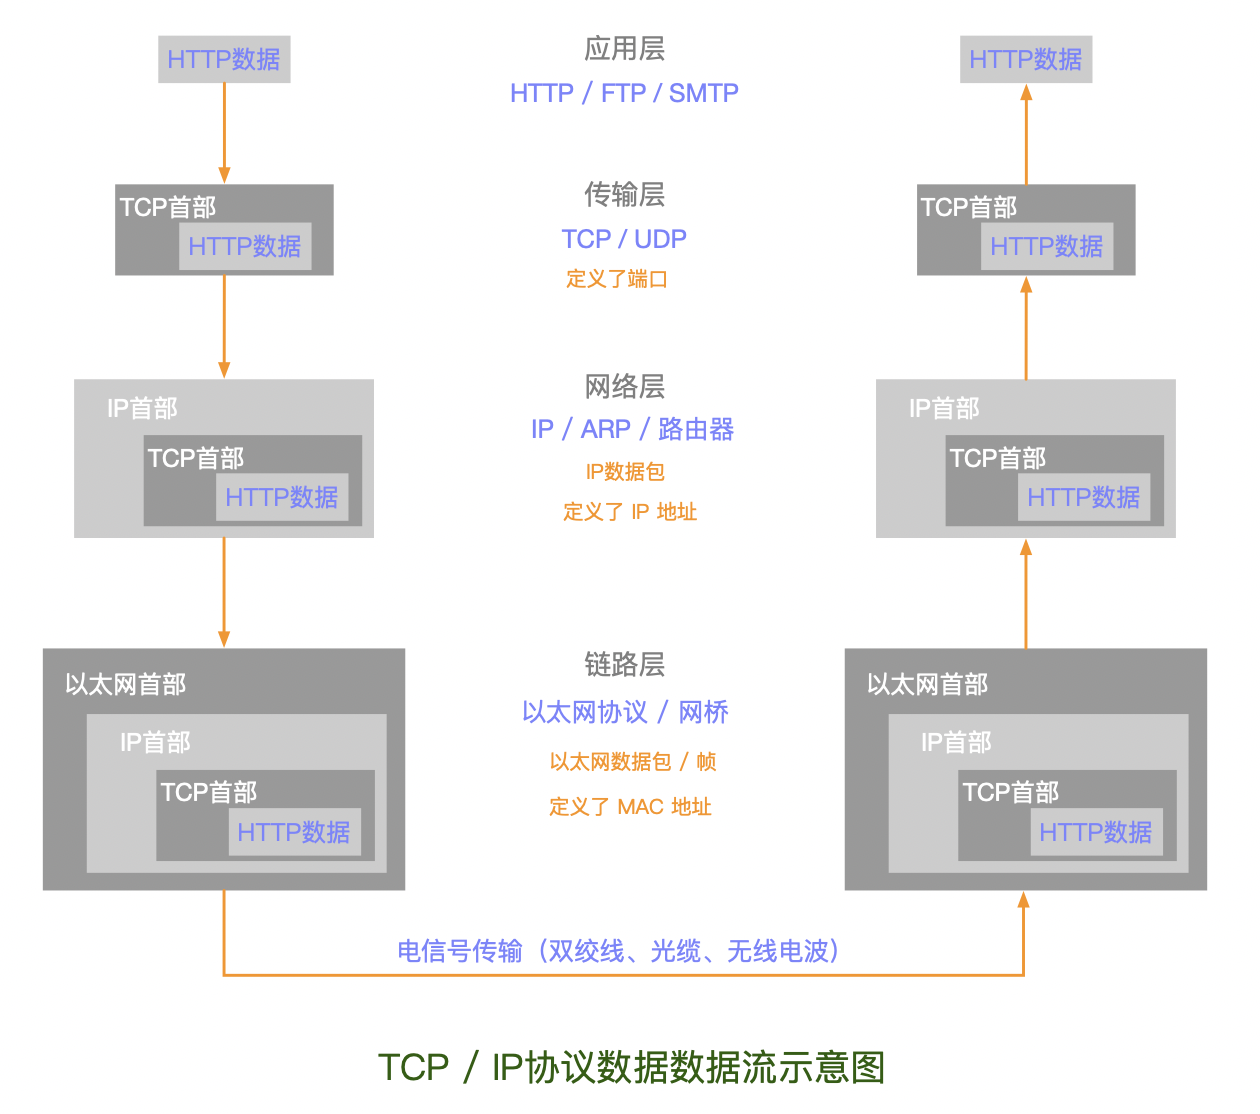 HTTP数据
应用层
HTTP数据
HTTP / FTP / SMTP
TCP首部
HTTP数据
传输层
TCP / UDP
定义了端口
TCP首部
HTTP数据
IP首部
TCP首部
HTTP数据
网络层
IP / ARP / 路由器
IP数据包
定义了 IP 地址
IP首部
TCP首部
HTTP数据
以太网首部
IP首部
TCP首部
HTTP数据
链路层
以太网协议 / 网桥
以太网数据包 / 帧
定义了 MAC 地址
以太网首部
IP首部
TCP首部
HTTP数据
电信号传输（双绞线、光缆、无线电波）
TCP / IP协议数据数据流示意图